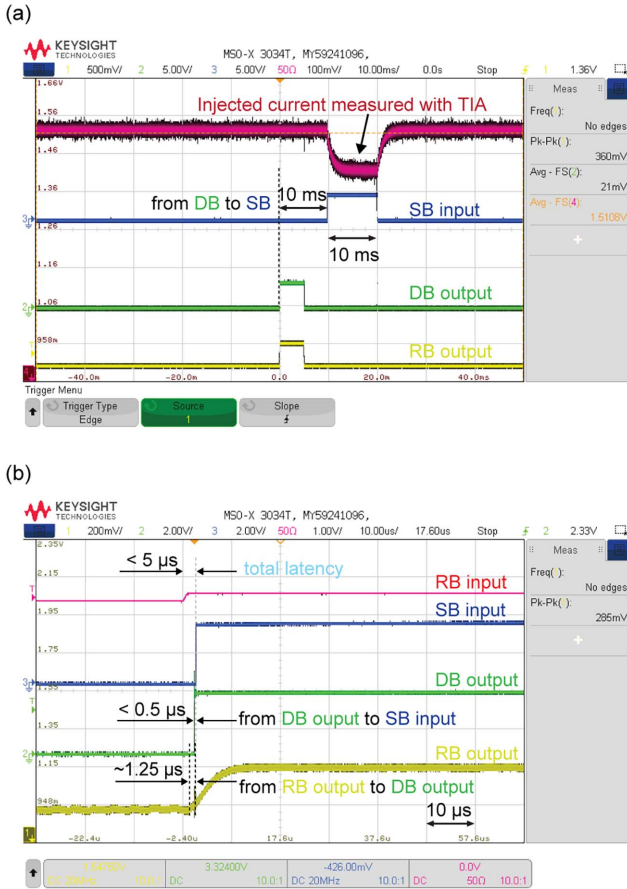 (a)
KEYSIGHT
TECHNOLOGIES
MSO-X 3034T, MY59241096,
1 500mV/ 2 5.00V/ 3 5.00V/ 50Ω 100mV/ 10.00ms/ 0.0s Stop 1 1.36V
1.66V
Meas
1.56
Injected current measured with TIA
Freq( ):
No edges
Pk-Pk( ):
360mV
1.46
Avg - FS(2):
21mV
1.36
10 ms
Avg - FS(4)
1.5108V
from DB to SB
SB input
3
1.26
10 ms
1.16
DB output
1.06
2
RB output
958m
-40.0m -20.0m 0.0 20.0m 40.0ms
Trigger Menu
Trigger Type
Edge
Source
1
Slope
(b)
KEYSIGHT
TECHNOLOGIES
MSO-X 3034T, MY59241096,
1 200mV/ 2 2.00V/ 3 2.00V/ 50Ω 1.00V/ 10.00us/ 17.60us Stop 2 2.33V
2.35V
Meas
< 5 µs
total latency
Freq( ):
No edges
2.15
RB input
Pk-Pk( ):
285mV
SB input
1.95
1.75
3
DB output
1.55
< 0.5 µs
from DB ouput to SB input
1.35
2
RB output
1.15
~1.25 µs
from RB output to DB output
948m
10 µs
1
-22.4u -2.40u 17.6u 37.6u 57.6us
3.32400V -426.00mV 0.0V
DC 10.0:1 DC 20MHz 10.0:1 DC 50Ω 10.0:1